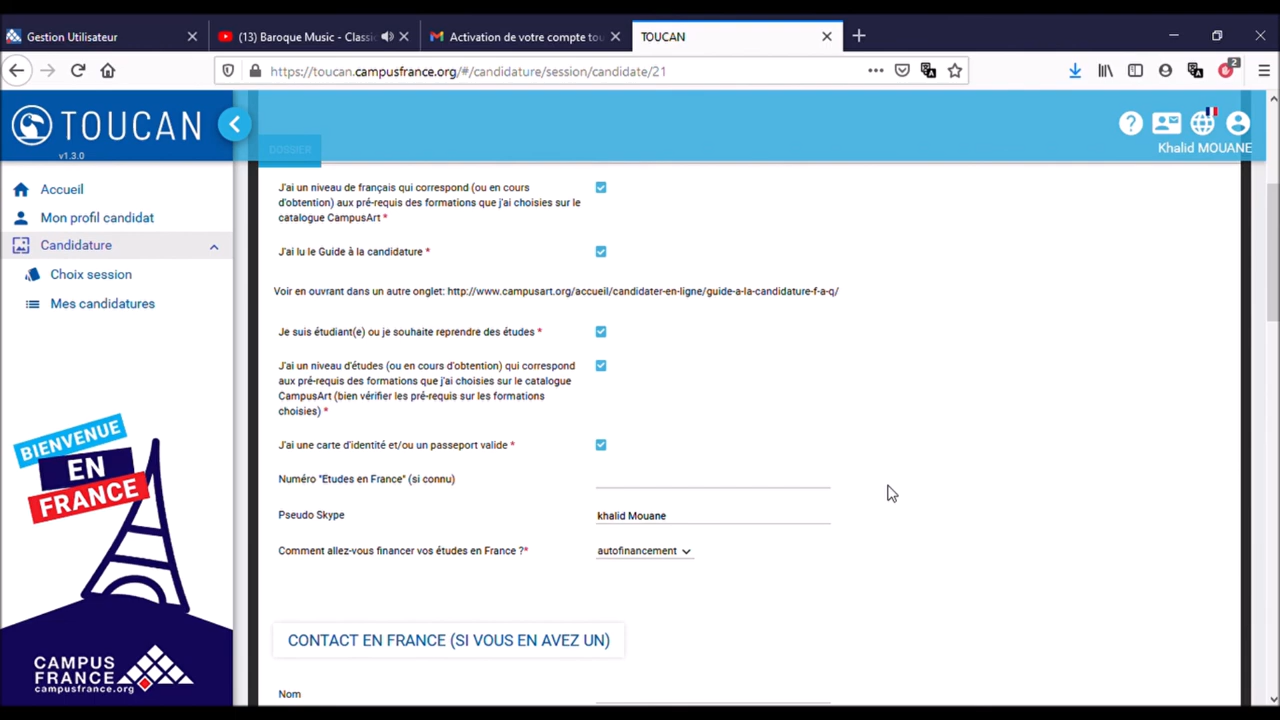 Gestion Utilisateur
(13) Baroque Music - Classic
Activation de votre compte tou
TOUCAN
https://toucan.campusfrance.org/#/candidature/session/candidate/21
2
TOUCAN
v1.3.0
Khalid MOUANE
DOSSIER
Accueil
Mon profil candidat
Candidature
Choix session
Mes candidatures
J'ai un niveau de français qui correspond (ou en cours
d'obtention) aux pré-requis des formations que j'ai choisies sur le
catalogue CampusArt *
J'ai lu le Guide à la candidature *
Voir en ouvrant dans un autre onglet: http://www.campusart.org/accueil/candidater-en-ligne/guide-a-la-candidature-f-a-q/
Je suis étudiant(e) ou je souhaite reprendre des études *
J'ai un niveau d'études (ou en cours d'obtention) qui correspond
aux pré-requis des formations que j'ai choisies sur le catalogue
CampusArt (bien vérifier les pré-requis sur les formations
choisies) *
J'ai une carte d'identité et/ou un passeport valide *
Numéro "Etudes en France" (si connu)
Pseudo Skype
khalid Mouane
Comment allez-vous financer vos études en France ?*
autofinancement
CONTACT EN FRANCE (SI VOUS EN AVEZ UN)
Nom
BIENVENUE
EN
FRANCE
CAMPUS
FRANCE
campusfrance.org